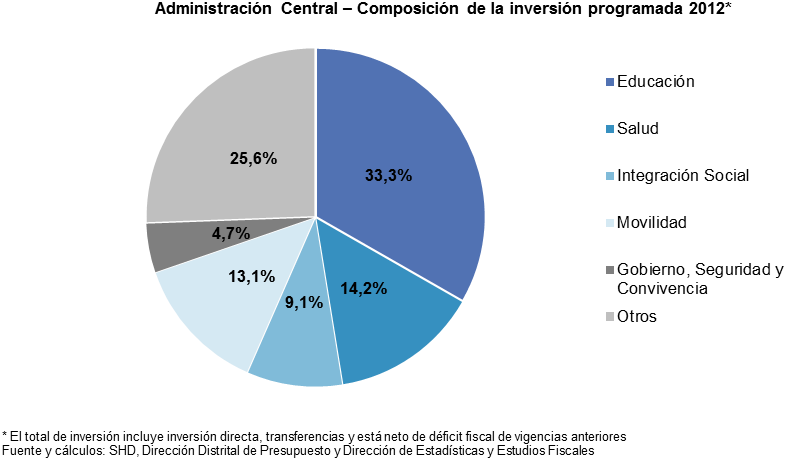 Administración Central – Composición de la inversión programada 2012*
25,6%
33,3%
4,7%
13,1%
9,1%
14,2%
Educación
Salud
Integración Social
Movilidad
Gobierno, Seguridad y
Convivencia
Otros
* El total de inversión incluye inversión directa, transferencias y está neto de déficit fiscal de vigencias anteriores
Fuente y cálculos: SHD, Dirección Distrital de Presupuesto y Dirección de Estadísticas y Estudios Fiscales